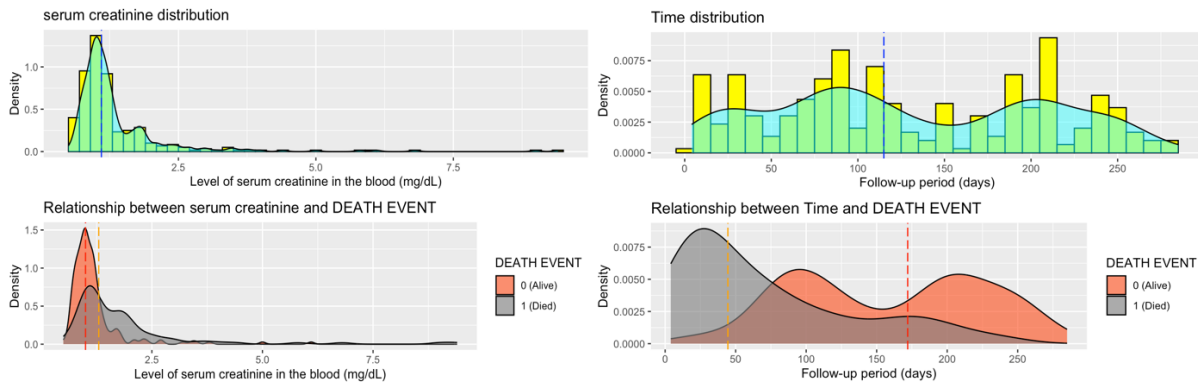 serum creatinine distribution
1.0
0.5
0.0
Density
2.5
5.0
7.5
Level of serum creatinine in the blood (mg/dL)
Time distribution
0.0075
0.0050
0.0025
0.0000
Density
0
50
100
150
200
250
Follow-up period (days)
Relationship between serum creatinine and DEATH EVENT
1.5
1.0
0.5
0.0
Density
2.5
5.0
7.5
Level of serum creatinine in the blood (mg/dL)
DEATH EVENT
0 (Alive)
1 (Died)
Relationship between Time and DEATH EVENT
0.0075
0.0050
0.0025
0.0000
Density
0
50
100
150
200
250
Follow-up period (days)
DEATH EVENT
0 (Alive)
1 (Died)